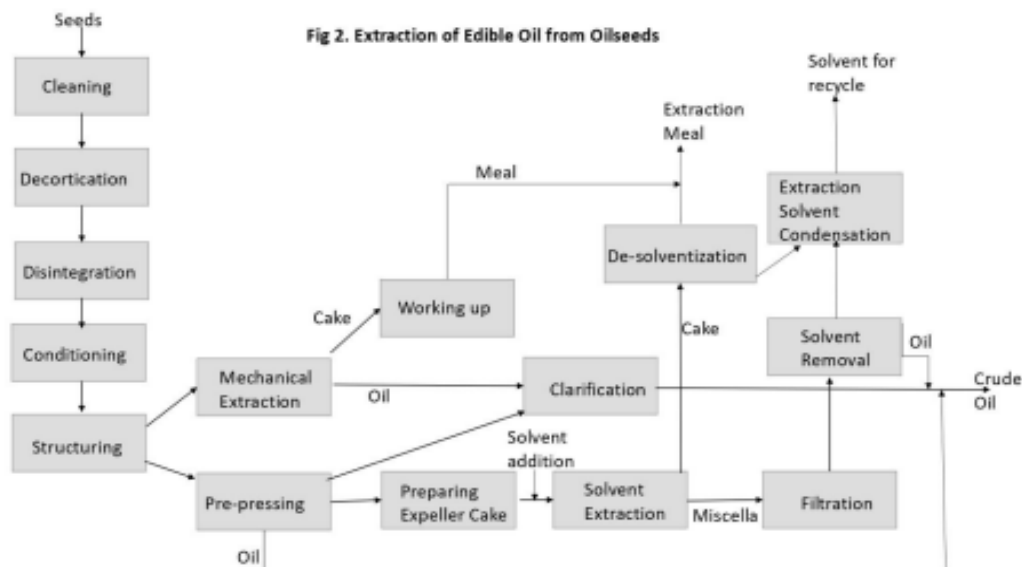 Seeds
Fig 2. Extraction of Edible Oil from Oilseeds
Cleaning
Solvent for
recycle
Extraction
Meal
Decortication
Meal
Extraction
Solvent
Condensation
Disintegration
De-solventization
Cake
Working up
Cake
Conditioning
Solvent
Removal
Oil
Mechanical
Extraction
Oil
Clarification
Crude
Oil
Structuring
Solvent
addition
Pre-pressing
Preparing
Expeller Cake
Solvent
Extraction
Miscella
Filtration
Oil